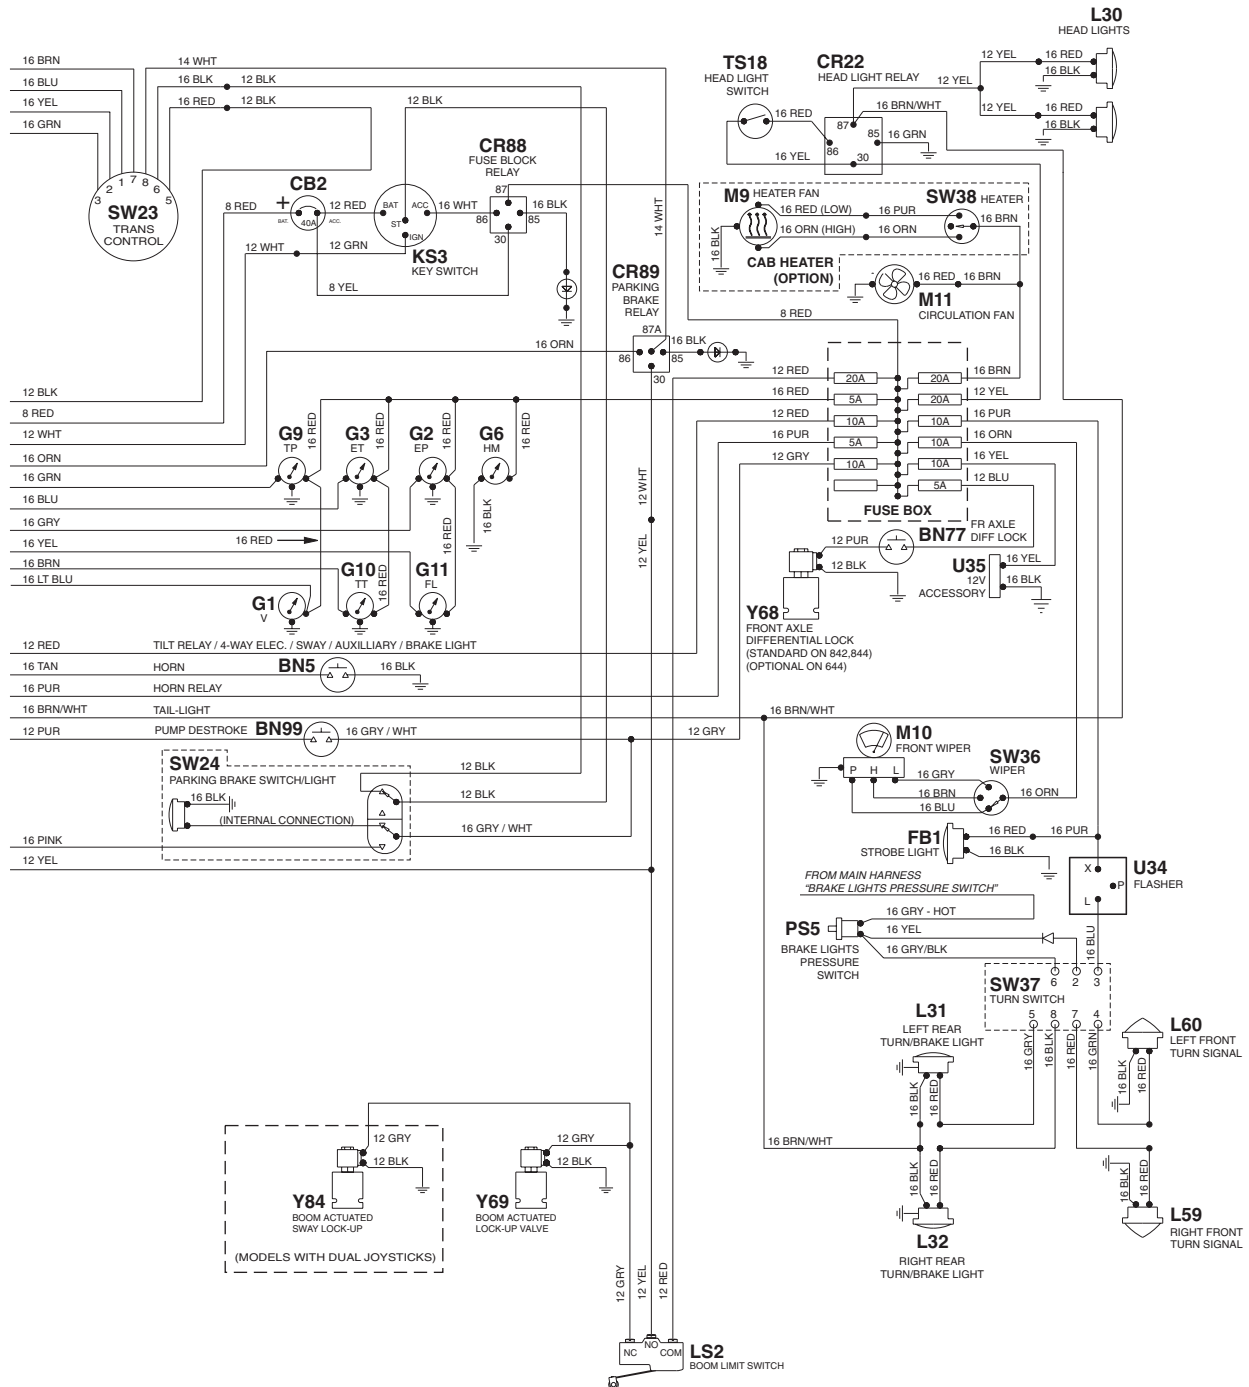 L30
HEAD LIGHTS
16 BRN
14 WHT
16 BLU
16 BLK
12 BLK
16 YEL
16 RED
12 BLK
16 GRN
12 BLK
TS18
HEAD LIGHT
SWITCH
CR22
HEAD LIGHT RELAY
12 YEL
12 YEL
16 RED
16 BLK
12 YEL
16 RED
16 BLK
16 RED
16 BRN/WHT
87
85
16 GRN
86
30
16 YEL
3
2
1
7
8
6
5
SW23
TRANS
CONTROL
CR88
FUSE BLOCK
RELAY
87
86
85
30
16 BLK
CB2
+
8 RED
12 RED
40A
BAT.
ACC.
BAT
ACC
ST
IGN
16 WHT
12 WHT
12 GRN
KS3
KEY SWITCH
8 YEL
14 WHT
M9
HEATER FAN
SW38
HEATER
16 RED (LOW)
16 PUR
16 BRN
16 ORN (HIGH)
16 ORN
16 BLK
CAB HEATER
(OPTION)
16 RED
16 BRN
M11
CIRCULATION FAN
-
CR89
PARKING
BRAKE
RELAY
87A
16 BLK
86
85
30
16 ORN
8 RED
12 RED
20A
20A
16 BRN
16 RED
5A
20A
12 YEL
12 RED
10A
10A
16 PUR
16 PUR
5A
10A
16 ORN
12 GRY
10A
10A
16 YEL
5A
12 BLU
FUSE BOX
12 BLK
8 RED
12 WHT
16 ORN
16 GRN
16 BLU
16 GRY
16 YEL
16 BRN
16 LT BLU
G9
TP
16 RED
G3
ET
16 RED
G2
EP
16 RED
G6
HM
16 RED
16 BLK
16 RED
16 RED
16 RED
G1
V
G10
TT
G11
FL
12 WHT
12 YEL
BN77
FR AXLE
DIFF LOCK
12 PUR
12 BLK
U35
12V
ACCESSORY
16 YEL
16 BLK
Y68
FRONT AXLE
DIFFERENTIAL LOCK
(STANDARD ON 842,844)
(OPTIONAL ON 644)
12 RED
TILT RELAY / 4-WAY ELEC. / SWAY / AUXILLIARY / BRAKE LIGHT
16 TAN
HORN
BN5
16 BLK
16 PUR
HORN RELAY
16 BRN/WHT
TAIL-LIGHT
16 BRN/WHT
12 PUR
PUMP DESTROKE
BN99
16 GRY / WHT
12 GRY
SW24
PARKING BRAKE SWITCH/LIGHT
12 BLK
16 BLK
12 BLK
(INTERNAL CONNECTION)
16 GRY / WHT
16 PINK
12 YEL
M10
FRONT WIPER
P
H
L
SW36
WIPER
16 GRY
16 BRN
16 ORN
16 BLU
FB1
STROBE LIGHT
16 RED
16 PUR
16 BLK
X
P
L
U34
FLASHER
FROM MAIN HARNESS
“BRAKE LIGHTS PRESSURE SWITCH”
16 GRY - HOT
16 YEL
16 GRY/BLK
PS5
BRAKE LIGHTS
PRESSURE
SWITCH
16 BLU
6
2
3
SW37
TURN SWITCH
5
8
7
4
16 GRY
16 BLK
16 RED
16 GRN
L31
LEFT REAR
TURN/BRAKE LIGHT
16 BLK
16 RED
L60
LEFT FRONT
TURN SIGNAL
16 BLK
16 RED
16 BRN/WHT
16 BLK
16 RED
L32
RIGHT REAR
TURN/BRAKE LIGHT
16 BLK
16 RED
L59
RIGHT FRONT
TURN SIGNAL
12 GRY
12 BLK
Y84
BOOM ACTUATED
SWAY LOCK-UP
(MODELS WITH DUAL JOYSTICKS)
12 GRY
12 BLK
Y69
BOOM ACTUATED
LOCK-UP VALVE
12 GRY
12 YEL
12 RED
NC
NO
COM
LS2
BOOM LIMIT SWITCH